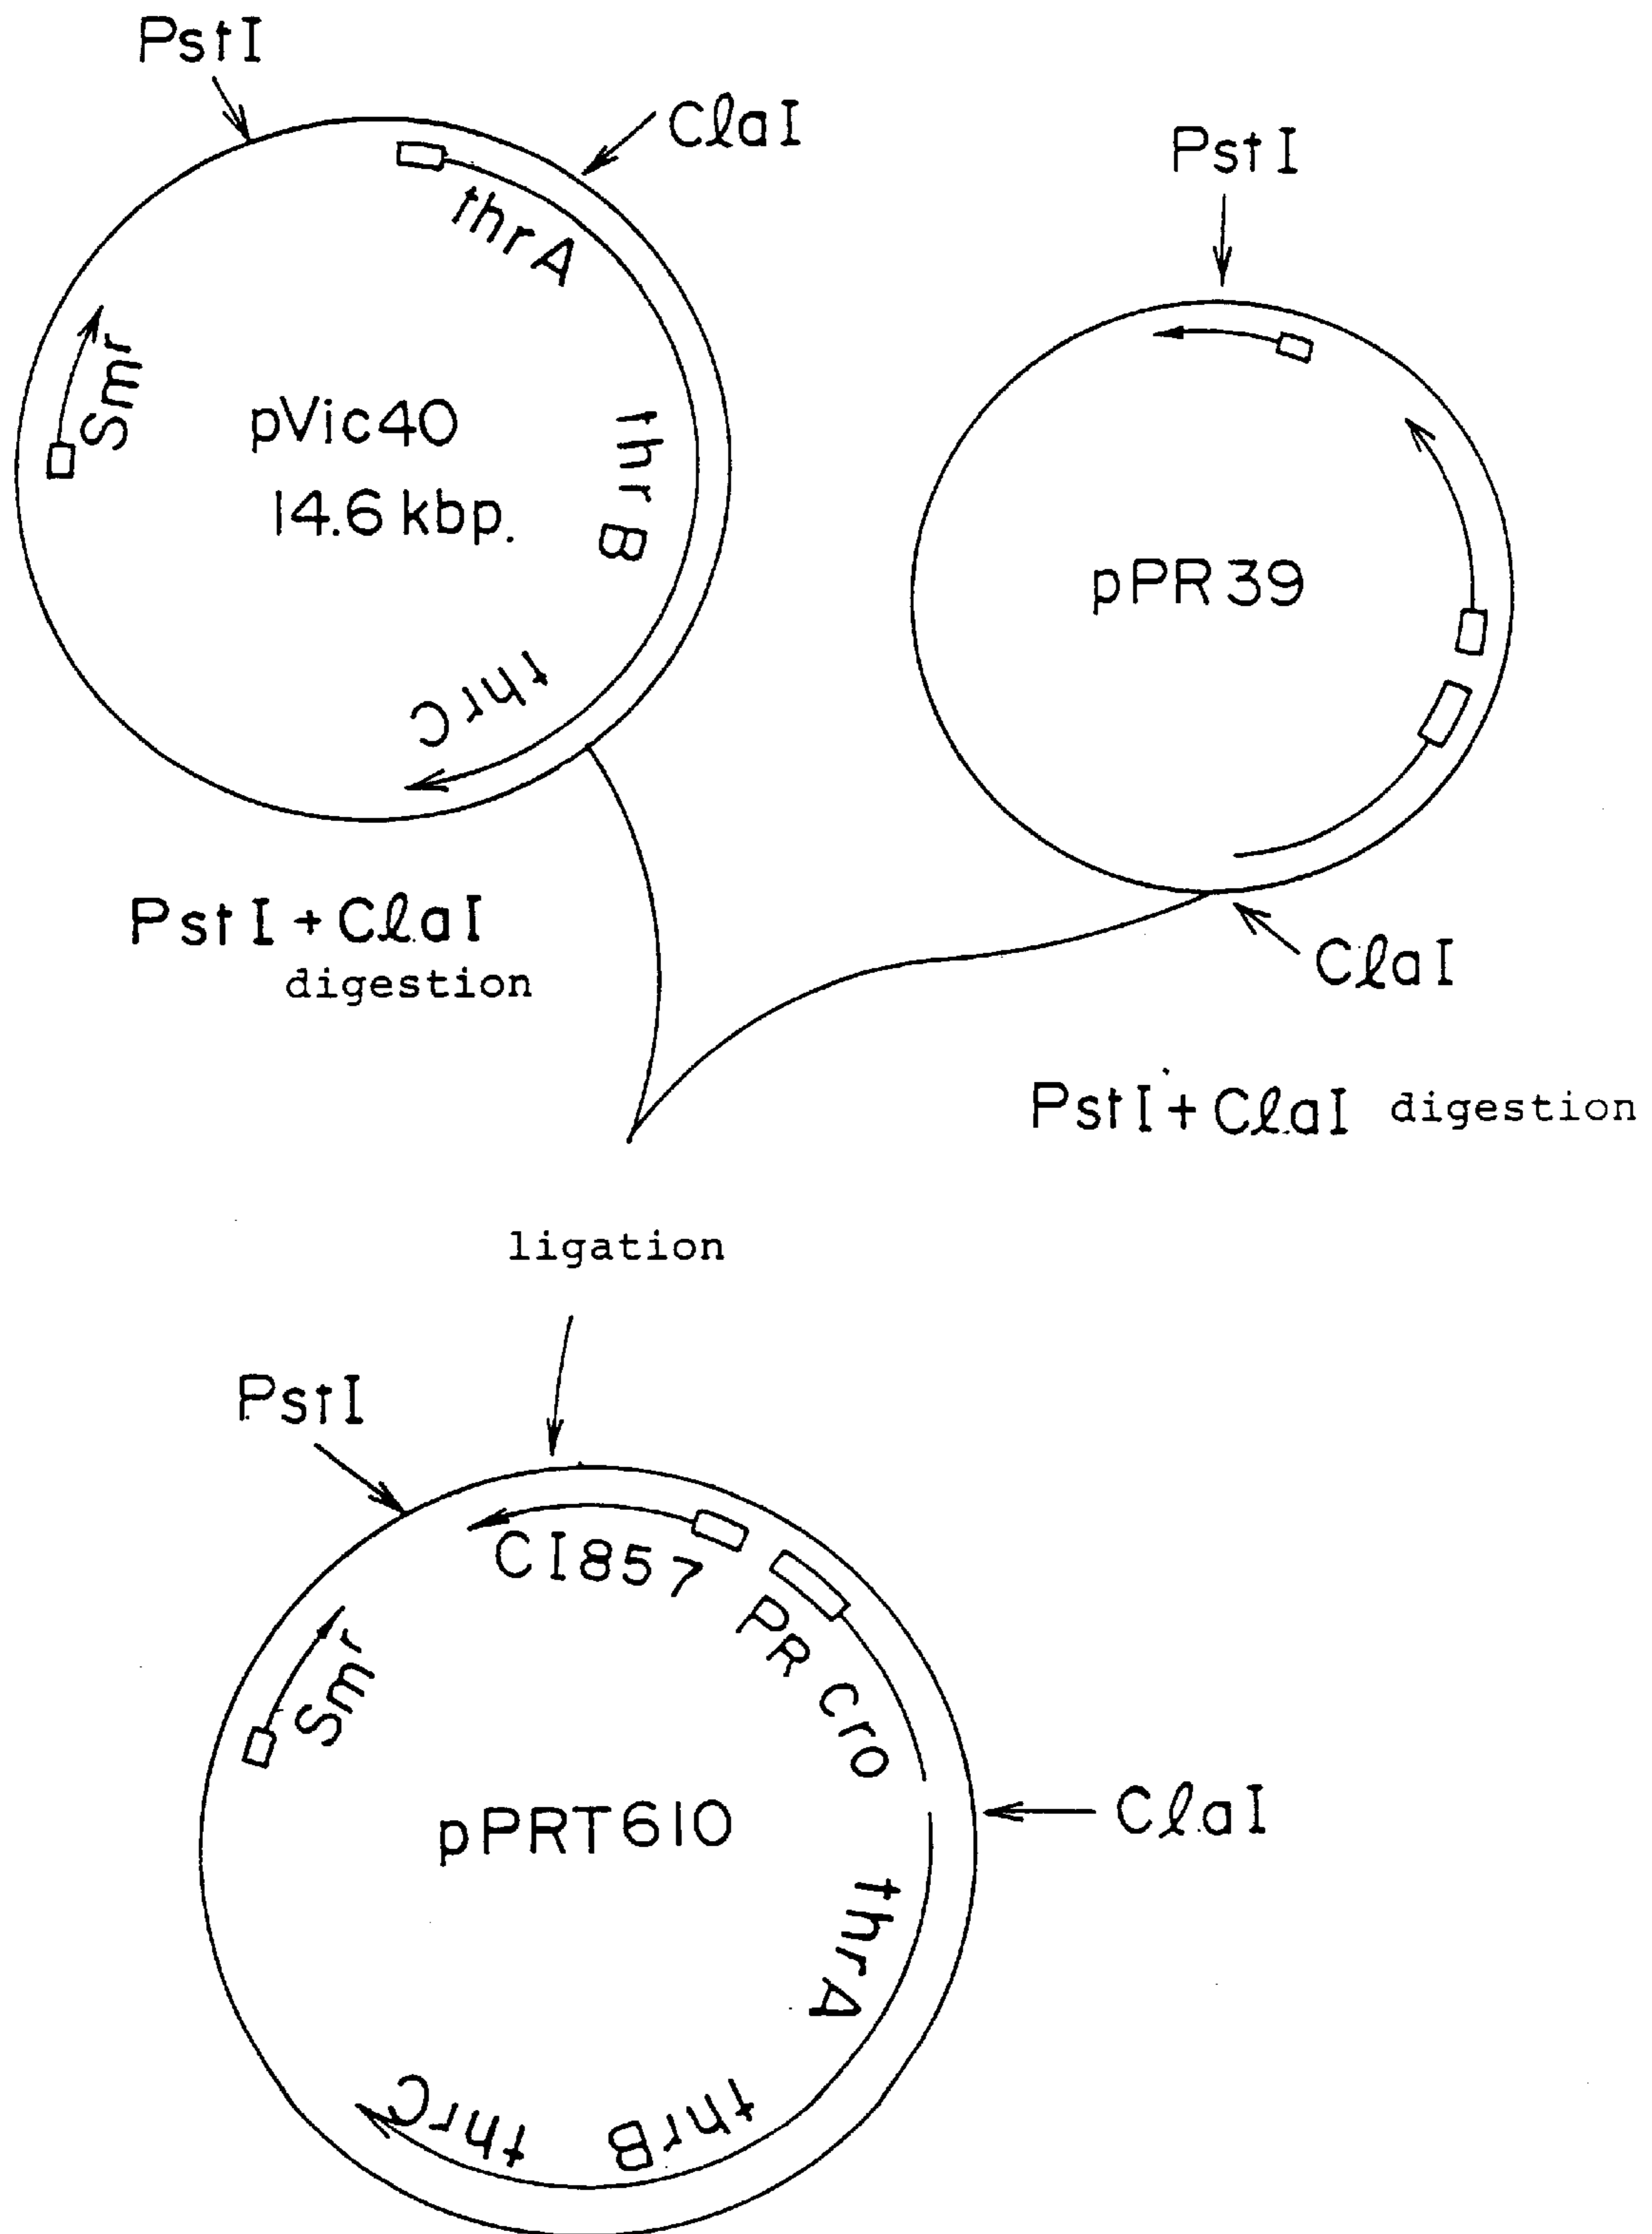 PstI
ClaI
thrA
Smr
pVic40
14.6 kbp.
thrB
thrC
PstI + ClaI
digestion
PstI
pPR39
ClaI
PstI + ClaI digestion
ligation
PstI
CI857
PR cro
Smr
pPRT610
ClaI
thrA
thrB
thrC